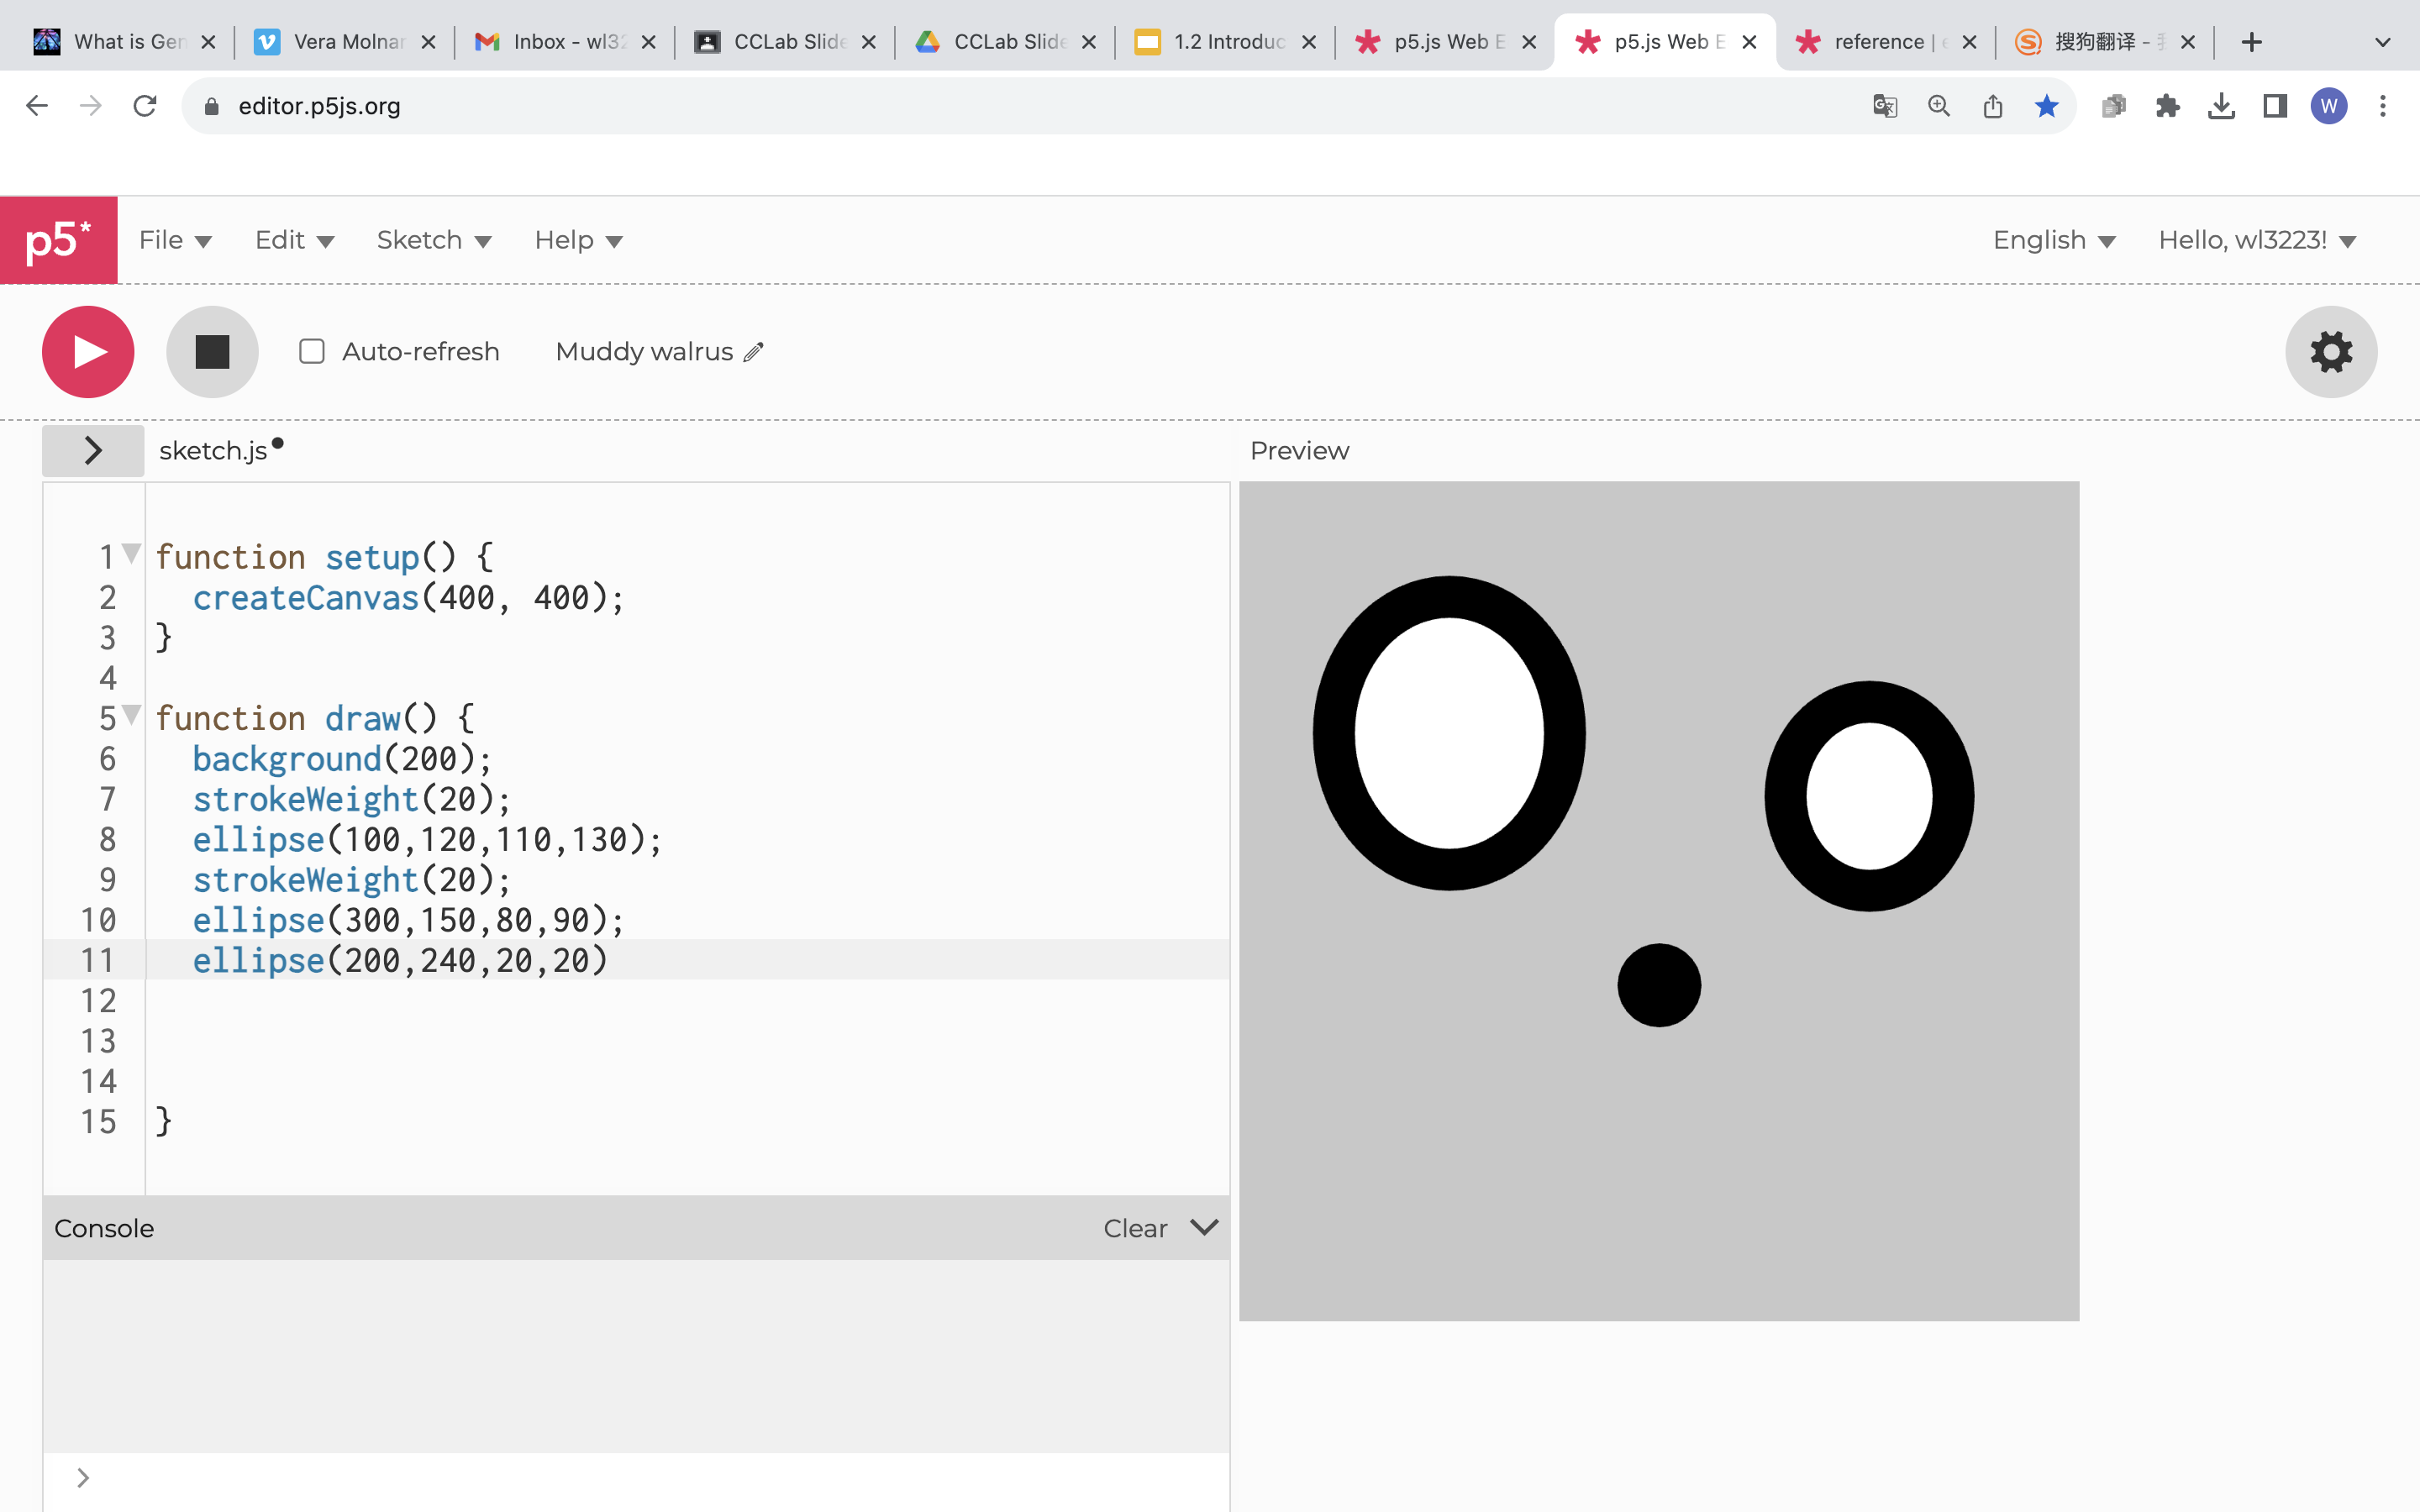 What is Gen
Vera Molnar
Inbox - wl32
CCLab Slide
CCLab Slide
1.2 Introduc
p5.js Web E
p5.js Web E
reference |
搜狗翻译 -
editor.p5js.org
W
p5*
File
Edit
Sketch
Help
English
Hello, wl3223!
Auto-refresh
Muddy walrus
sketch.js
Preview
1 function setup() {
2 createCanvas(400, 400);
3 }
4
5 function draw() {
6 background(200);
7 strokeWeight(20);
8 ellipse(100,120,110,130);
9 strokeWeight(20);
10 ellipse(300,150,80,90);
11 ellipse(200,240,20,20)
12
13
14
15 }
Console
Clear